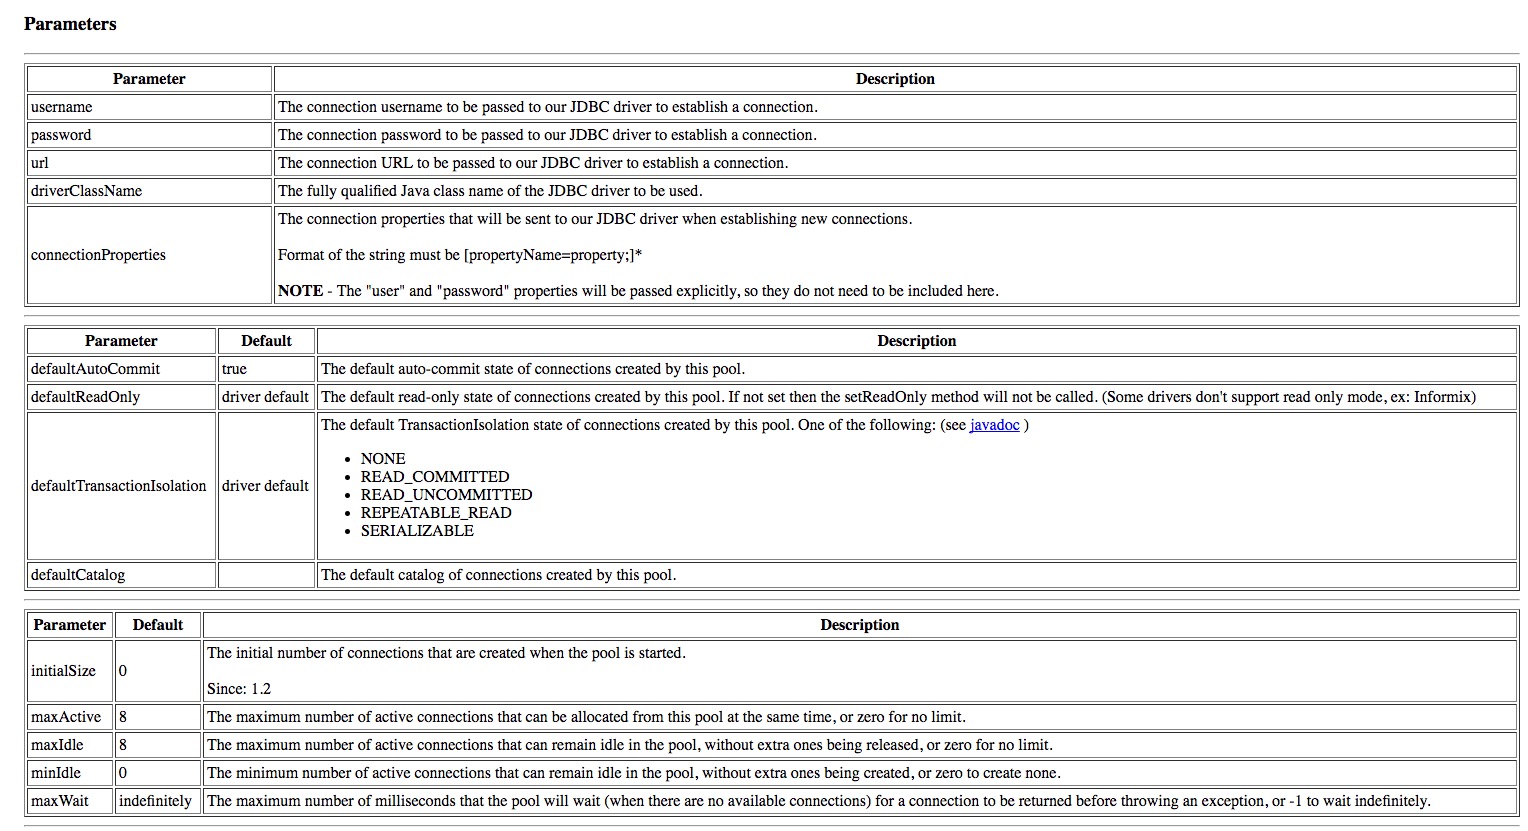 Parameters
Parameter Description
username The connection username to be passed to our JDBC driver to establish a connection.
password The connection password to be passed to our JDBC driver to establish a connection.
url The connection URL to be passed to our JDBC driver to establish a connection.
driverClassName The fully qualified Java class name of the JDBC driver to be used.
The connection properties that will be sent to our JDBC driver when establishing new connections.
connectionProperties Format of the string must be [propertyName=property;]*
NOTE - The "user" and "password" properties will be passed explicitly, so they do not need to be included here.
Parameter Default Description
defaultAutoCommit true The default auto-commit state of connections created by this pool.
defaultReadOnly driver default The default read-only state of connections created by this pool. If not set then the setReadOnly method will not be called. (Some drivers don't support read only mode, ex: Informix)
The default TransactionIsolation state of connections created by this pool. One of the following: (see javadoc )
• NONE
• READ_COMMITTED
defaultTransactionIsolation driver default • READ_UNCOMMITTED
• REPEATABLE_READ
• SERIALIZABLE
defaultCatalog The default catalog of connections created by this pool.
Parameter Default Description
The initial number of connections that are created when the pool is started.
initialSize 0
Since: 1.2
maxActive 8 The maximum number of active connections that can be allocated from this pool at the same time, or zero for no limit.
maxIdle 8 The maximum number of active connections that can remain idle in the pool, without extra ones being released, or zero for no limit.
minIdle 0 The minimum number of active connections that can remain idle in the pool, without extra ones being created, or zero to create none.
maxWait indefinitely The maximum number of milliseconds that the pool will wait (when there are no available connections) for a connection to be returned before throwing an exception, or -1 to wait indefinitely.